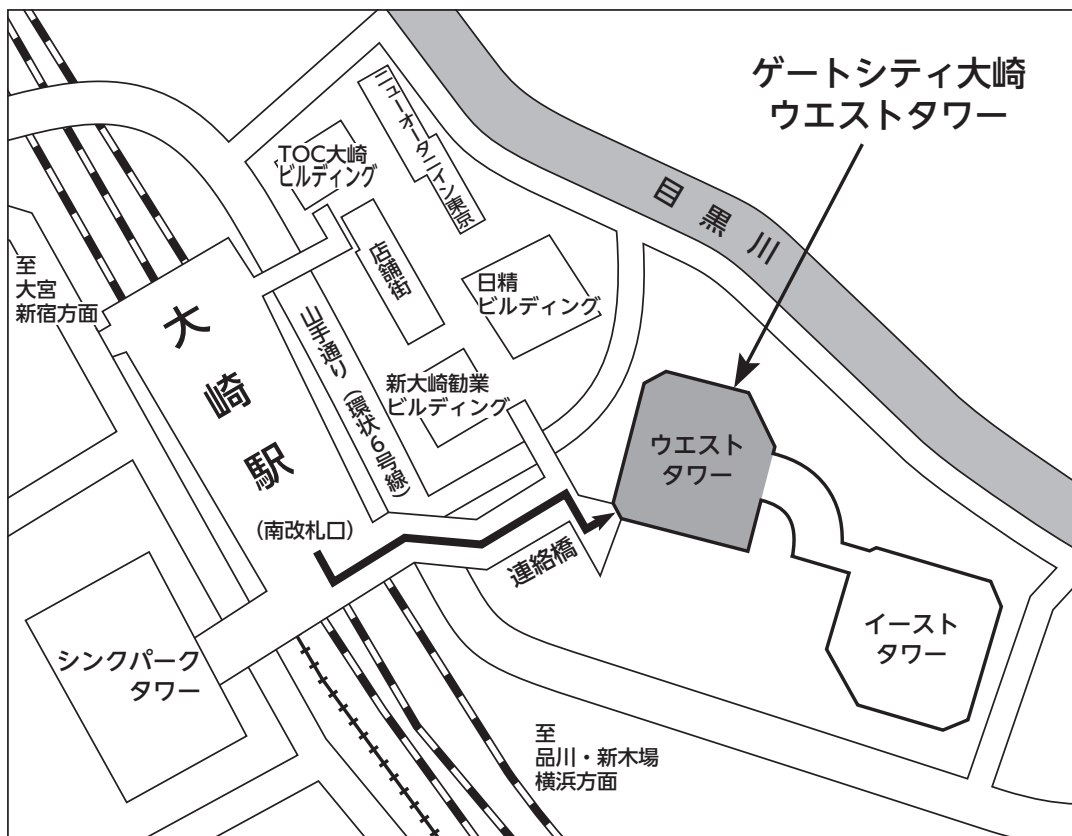 ゲートシティ大崎
ウエストタワー
ニューオータニイン東京
TOC大崎
ビルディング
目黒川
至
大宮
新宿方面
店舗街
日精
ビルディング
大崎駅
山手通り(環状6号線)
新大崎勧業
ビルディング
ウエスト
タワー
(南改札口)
連絡橋
イースト
タワー
シンクパーク
タワー
至
品川・新木場
横浜方面